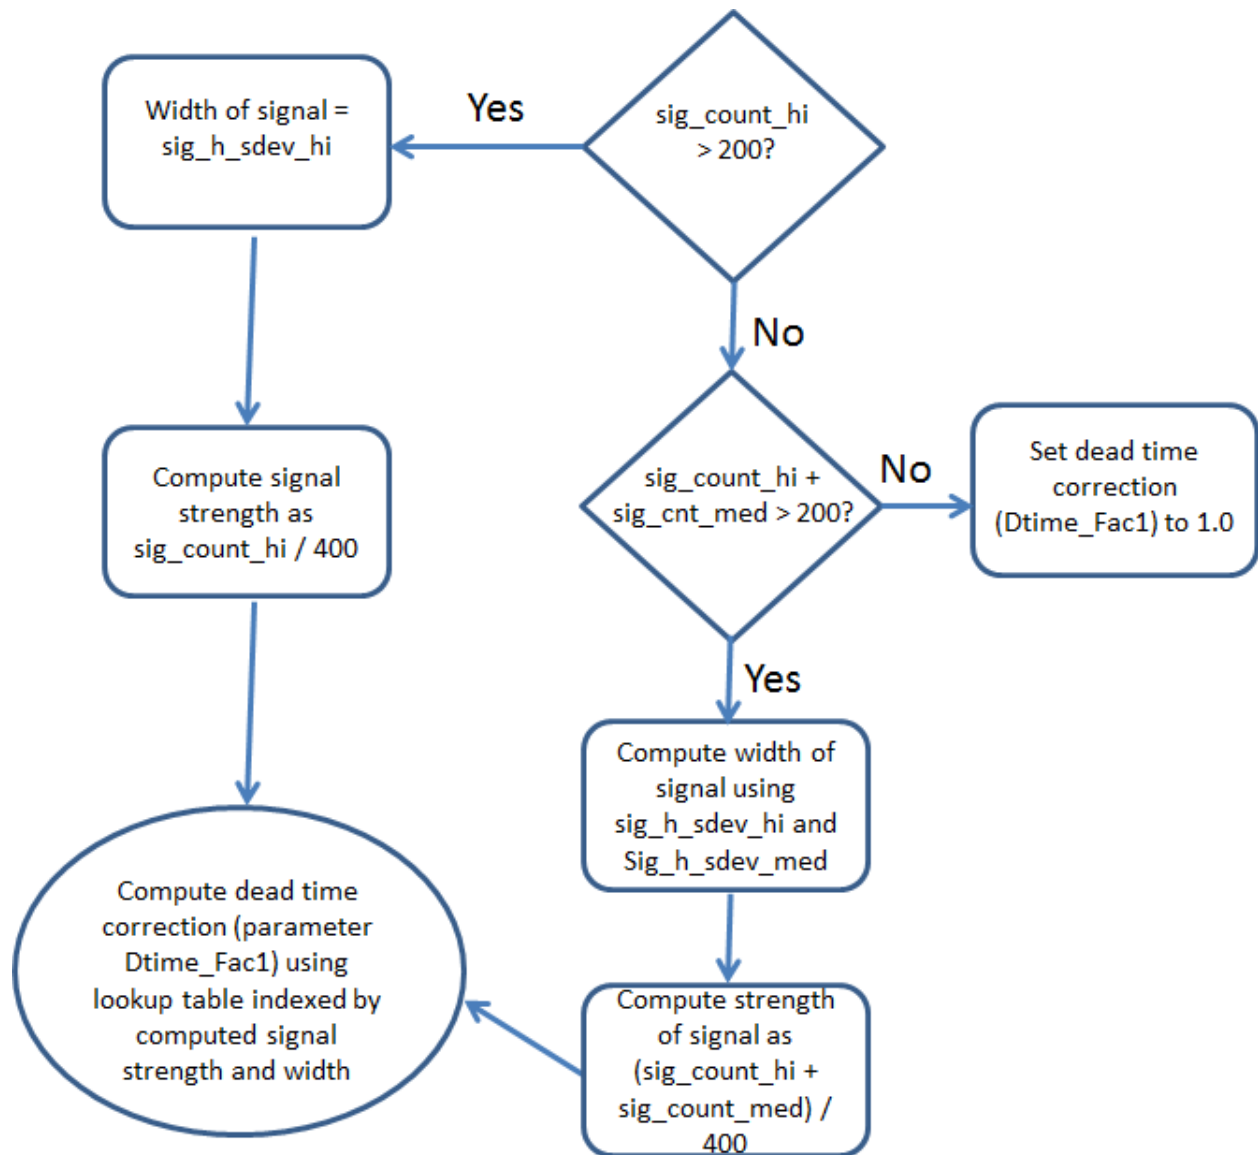 sig_count_hi
> 200?
Yes
Width of signal =
sig_h_sdev_hi
No
sig_count_hi +
sig_cnt_med > 200?
No
Set dead time
correction
(Dtime_Fac1) to 1.0
Compute signal
strength as
sig_count_hi / 400
Yes
Compute width of
signal using
sig_h_sdev_hi and
Sig_h_sdev_med
Compute strength
of signal as
(sig_count_hi +
sig_count_med) /
400
Compute dead time
correction (parameter
Dtime_Fac1) using
lookup table indexed by
computed signal
strength and width